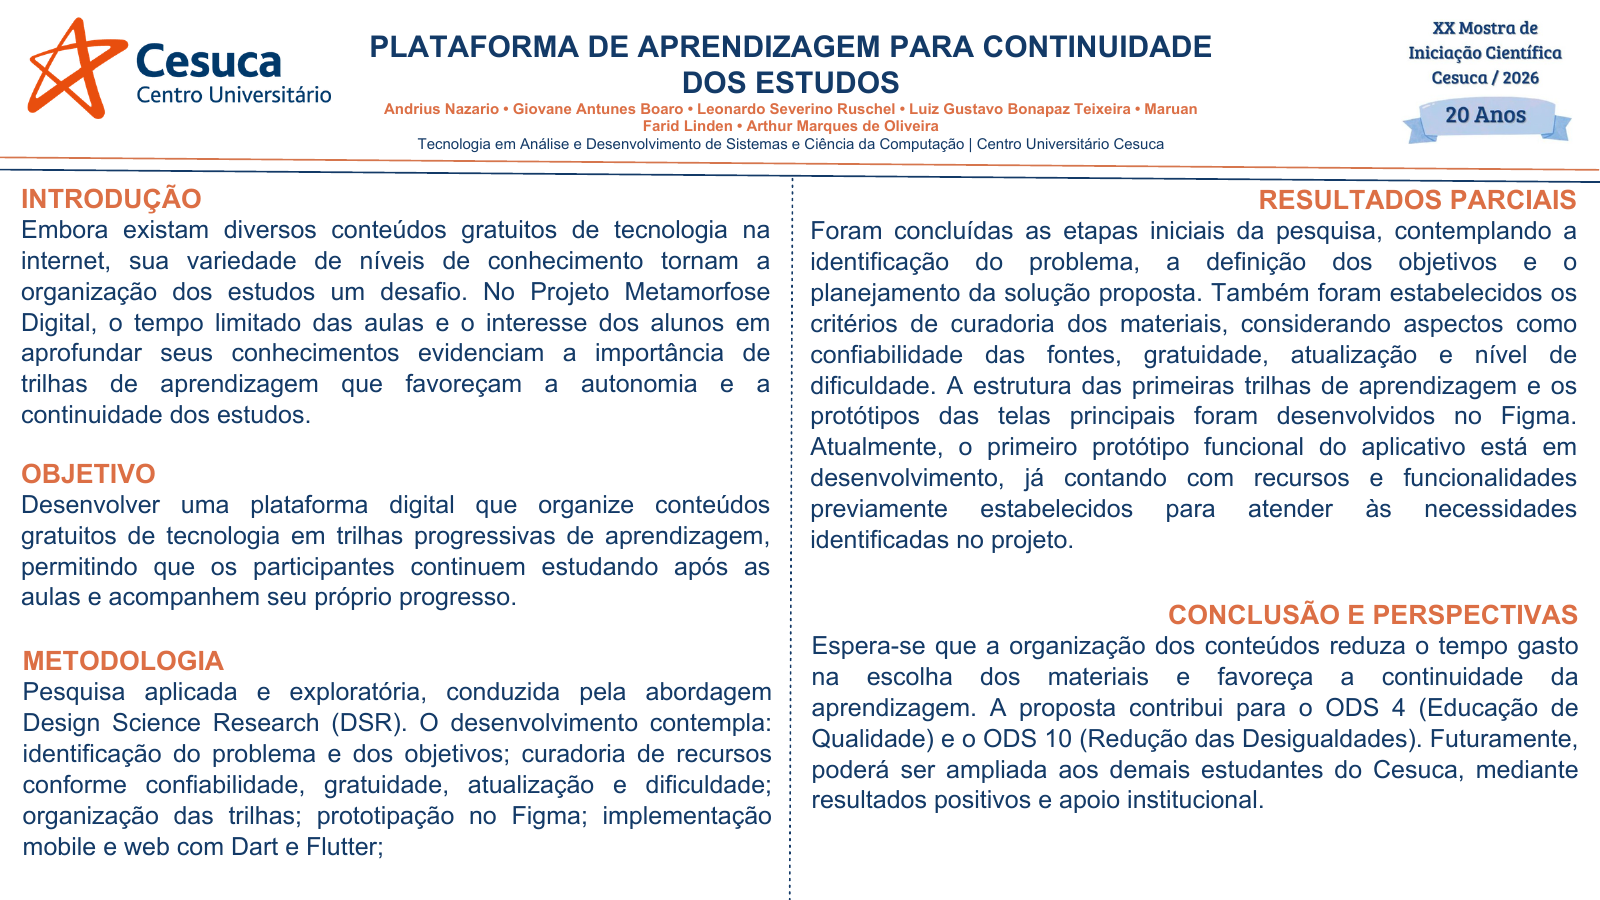 Cesuca
Centro Universitário
PLATAFORMA DE APRENDIZAGEM PARA CONTINUIDADE
DOS ESTUDOS
Andrius Nazario • Giovane Antunes Boaro • Leonardo Severino Ruschel • Luiz Gustavo Bonapaz Teixeira • Maruan
Farid Linden • Arthur Marques de Oliveira
Tecnologia em Análise e Desenvolvimento de Sistemas e Ciência da Computação | Centro Universitário Cesuca
XX Mostra de
Iniciação Científica
Cesuca / 2026
20 Anos
INTRODUÇÃO
Embora existam diversos conteúdos gratuitos de tecnologia na
internet, sua variedade de níveis de conhecimento tornam a
organização dos estudos um desafio. No Projeto Metamorfose
Digital, o tempo limitado das aulas e o interesse dos alunos em
aprofundar seus conhecimentos evidenciam a importância de
trilhas de aprendizagem que favoreçam a autonomia e a
continuidade dos estudos.
OBJETIVO
Desenvolver uma plataforma digital que organize conteúdos
gratuitos de tecnologia em trilhas progressivas de aprendizagem,
permitindo que os participantes continuem estudando após as
aulas e acompanhem seu próprio progresso.
METODOLOGIA
Pesquisa aplicada e exploratória, conduzida pela abordagem
Design Science Research (DSR). O desenvolvimento contempla:
identificação do problema e dos objetivos; curadoria de recursos
conforme confiabilidade, gratuidade, atualização e dificuldade;
organização das trilhas; prototipação no Figma; implementação
mobile e web com Dart e Flutter;
RESULTADOS PARCIAIS
Foram concluídas as etapas iniciais da pesquisa, contemplando a
identificação do problema, a definição dos objetivos e o
planejamento da solução proposta. Também foram estabelecidos os
critérios de curadoria dos materiais, considerando aspectos como
confiabilidade das fontes, gratuidade, atualização e nível de
dificuldade. A estrutura das primeiras trilhas de aprendizagem e os
protótipos das telas principais foram desenvolvidos no Figma.
Atualmente, o primeiro protótipo funcional do aplicativo está em
desenvolvimento, já contando com recursos e funcionalidades
previamente estabelecidos para atender às necessidades
identificadas no projeto.
CONCLUSÃO E PERSPECTIVAS
Espera-se que a organização dos conteúdos reduza o tempo gasto
na escolha dos materiais e favoreça a continuidade da
aprendizagem. A proposta contribui para o ODS 4 (Educação de
Qualidade) e o ODS 10 (Redução das Desigualdades). Futuramente,
poderá ser ampliada aos demais estudantes do Cesuca, mediante
resultados positivos e apoio institucional.